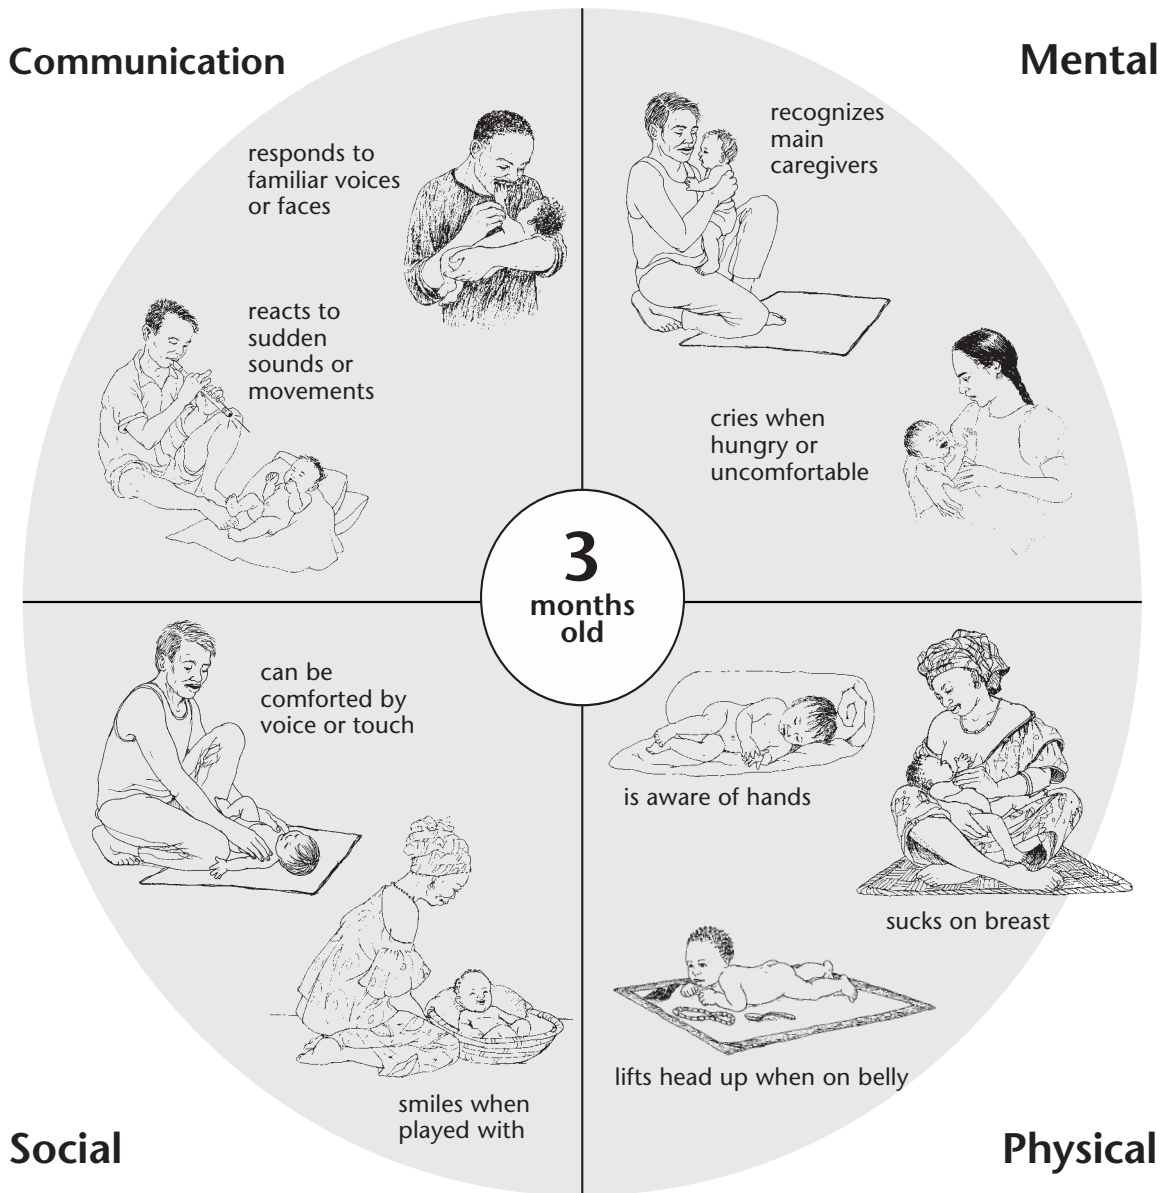 Communication
responds to
familiar voices
or faces
reacts to
sudden
sounds or
movements
Mental
recognizes
main
caregivers
cries when
hungry or
uncomfortable
3
months
old
can be
comforted by
voice or touch
smiles when
played with
Social
is aware of hands
sucks on breast
lifts head up when on belly
Physical